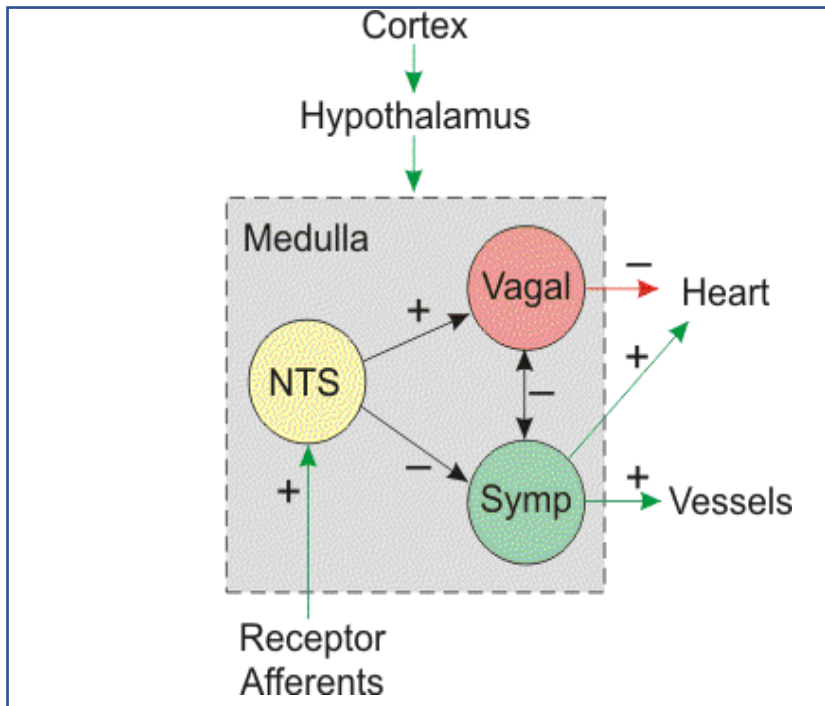 Cortex
Hypothalamus
Medulla
Vagal
−
Heart
+
+
NTS
−
−
+
+
Symp
+
Vessels
Receptor
Afferents